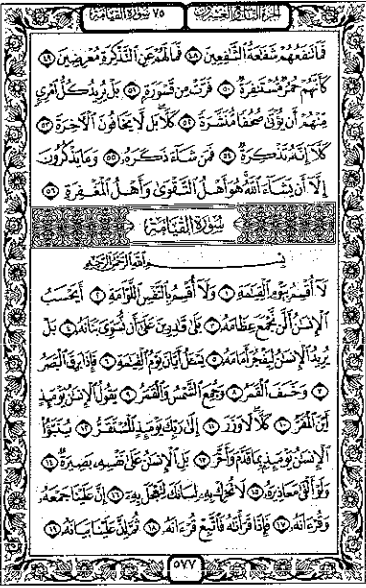 الجزء التاسع والعشرون ٧٥ سورة القيامة
فَمَا تَنفَعُهُمْ شَفَٰعَةُ ٱلشَّٰفِعِينَ ٤٨ فَمَا لَهُمْ عَنِ ٱلتَّذْكِرَةِ مُعْرِضِينَ ٤٩
كَأَنَّهُمْ حُمُرٌ مُّسْتَنفِرَةٌ ٥٠ فَرَّتْ مِن قَسْوَرَةٍۭ ٥١ بَلْ يُرِيدُ كُلُّ ٱمْرِئٍ
مِّنْهُمْ أَن يُؤْتَىٰ صُحُفًا مُّنَشَّرَةً ٥٢ كَلَّا بَل لَّا يَخَافُونَ ٱلْءَاخِرَةَ ٥٣
كَلَّآ إِنَّهُۥ تَذْكِرَةٌ ٥٤ فَمَن شَآءَ ذَكَرَهُۥ ٥٥ وَمَا يَذْكُرُونَ
إِلَّآ أَن يَشَآءَ ٱللَّهُ هُوَ أَهْلُ ٱلتَّقْوَىٰ وَأَهْلُ ٱلْمَغْفِرَةِ ٥٦
سُورَةُ القِيَامَةِ
بِسْمِ ٱللَّهِ ٱلرَّحْمَٰنِ ٱلرَّحِيمِ
لَآ أُقْسِمُ بِيَوْمِ ٱلْقِيَٰمَةِ ١ وَلَآ أُقْسِمُ بِٱلنَّفْسِ ٱللَّوَّامَةِ ٢ أَيَحْسَبُ
ٱلْإِنسَٰنُ أَلَّن نَّجْمَعَ عِظَامَهُۥ ٣ بَلَىٰ قَٰدِرِينَ عَلَىٰٓ أَن نُّسَوِّىَ بَنَانَهُۥ ٤ بَلْ
يُرِيدُ ٱلْإِنسَٰنُ لِيَفْجُرَ أَمَامَهُۥ ٥ يَسْـَٔلُ أَيَّانَ يَوْمُ ٱلْقِيَٰمَةِ ٦ فَإِذَا بَرِقَ ٱلْبَصَرُ
٧ وَخَسَفَ ٱلْقَمَرُ ٨ وَجُمِعَ ٱلشَّمْسُ وَٱلْقَمَرُ ٩ يَقُولُ ٱلْإِنسَٰنُ يَوْمَئِذٍ
أَيْنَ ٱلْمَفَرُّ ١٠ كَلَّا لَا وَزَرَ ١١ إِلَىٰ رَبِّكَ يَوْمَئِذٍ ٱلْمُسْتَقَرُّ ١٢ يُنَبَّؤُا۟
ٱلْإِنسَٰنُ يَوْمَئِذٍۭ بِمَا قَدَّمَ وَأَخَّرَ ١٣ بَلِ ٱلْإِنسَٰنُ عَلَىٰ نَفْسِهِۦ بَصِيرَةٌ ١٤
وَلَوْ أَلْقَىٰ مَعَاذِيرَهُۥ ١٥ لَا تُحَرِّكْ بِهِۦ لِسَانَكَ لِتَعْجَلَ بِهِۦٓ ١٦ إِنَّ عَلَيْنَا جَمْعَهُۥ
وَقُرْءَانَهُۥ ١٧ فَإِذَا قَرَأْنَٰهُ فَٱتَّبِعْ قُرْءَانَهُۥ ١٨ ثُمَّ إِنَّ عَلَيْنَا بَيَانَهُۥ ١٩
٥٧٧